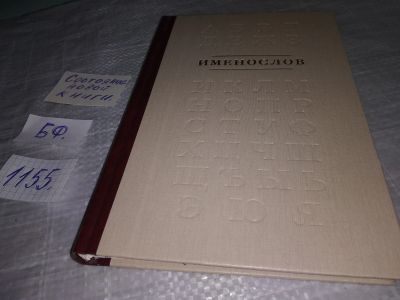 ИМЕНОСЛОВ
И К Л М
Н О П Р
С Т У Ф
Х Ц Ч Ш
Э Ю Я
Состояние
новой
книги.
БФ.
1155.